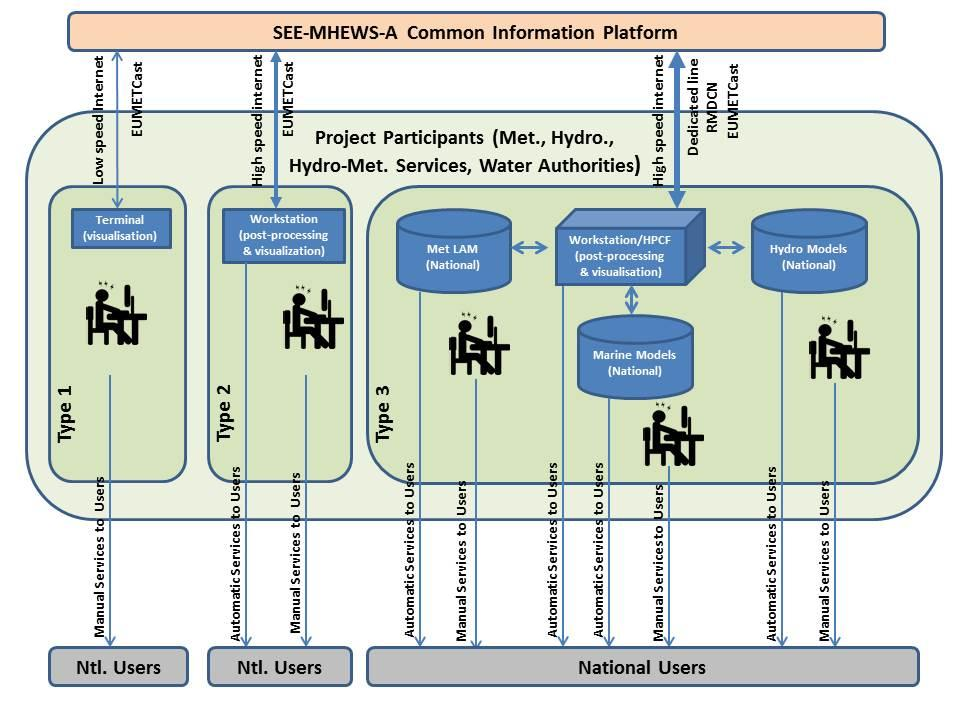 SEE-MHEWS-A Common Information Platform
Low speed Internet
EUMETCast
High speed internet
EUMETCast
High speed internet
Dedicated line
RMDCN
EUMETCast
Project Participants (Met., Hydro.,
Hydro-Met. Services, Water Authorities)
Terminal
(visualisation)
Workstation
(post-processing
& visualization)
Met LAM
(National)
Workstation/HPCF
(post-processing
& visualisation)
Hydro Models
(National)
Marine Models
(National)
Type 1
Type 2
Type 3
Manual Services to Users
Automatic Services to Users
Manual Services to Users
Automatic Services to Users
Manual Services to Users
Automatic Services to Users
Automatic Services to Users
Manual Services to Users
Automatic Services to Users
Manual Services to Users
Ntl. Users
Ntl. Users
National Users